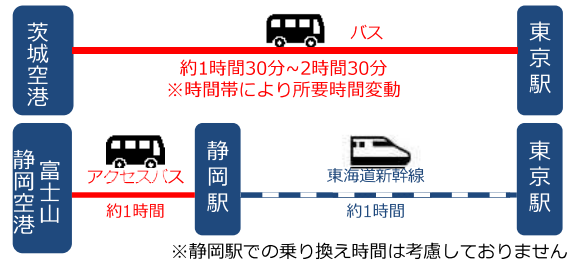 茨城空港
バス
東京駅
約1時間30分~2時間30分
※時間帯により所要時間変動
富士山
静岡空港
アクセスバス
約1時間
静岡駅
東海道新幹線
約1時間
東京駅
※静岡駅での乗り換え時間は考慮しておりません